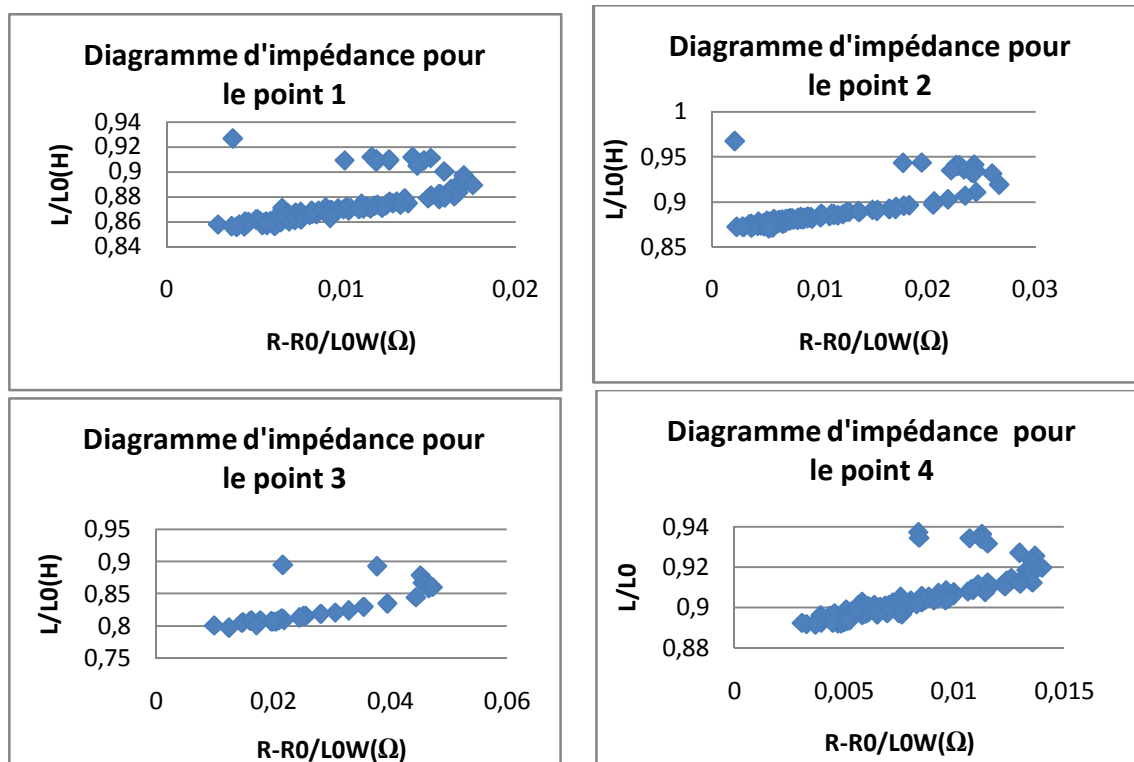 Diagramme d'impédance pour
le point 1
L/L0(H)
0,94
0,92
0,9
0,88
0,86
0,84
0
0,01
0,02
R-R0/L0W(Ω)
Diagramme d'impédance pour
le point 2
L/L0(H)
1
0,95
0,9
0,85
0
0,01
0,02
0,03
R-R0/L0W(Ω)
Diagramme d'impédance pour
le point 3
L/L0(H)
0,95
0,9
0,85
0,8
0,75
0
0,02
0,04
0,06
R-R0/L0W(Ω)
Diagramme d'impédance pour
le point 4
L/L0
0,94
0,92
0,9
0,88
0
0,005
0,01
0,015
R-R0/L0W(Ω)